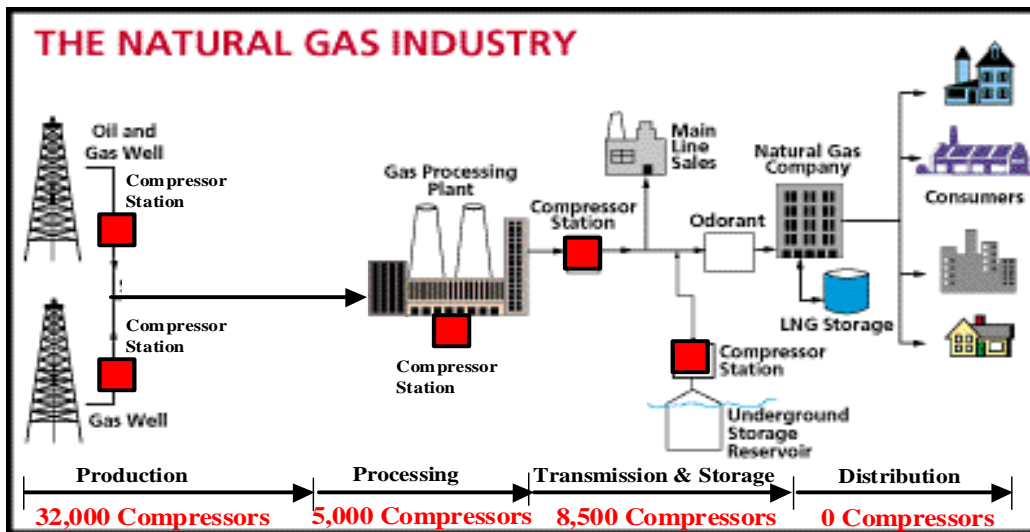 THE NATURAL GAS INDUSTRY
Oil and
Gas Well
Compressor
Station
Compressor
Station
Gas Well
Gas Processing
Plant
Compressor
Station
Compressor
Station
Main
Line
Sales
Odorant
Natural Gas
Company
LNG Storage
Consumers
Compressor
Station
Underground
Storage
Reservoir
Production
Processing
Transmission & Storage
Distribution
32,000 Compressors
5,000 Compressors
8,500 Compressors
0 Compressors